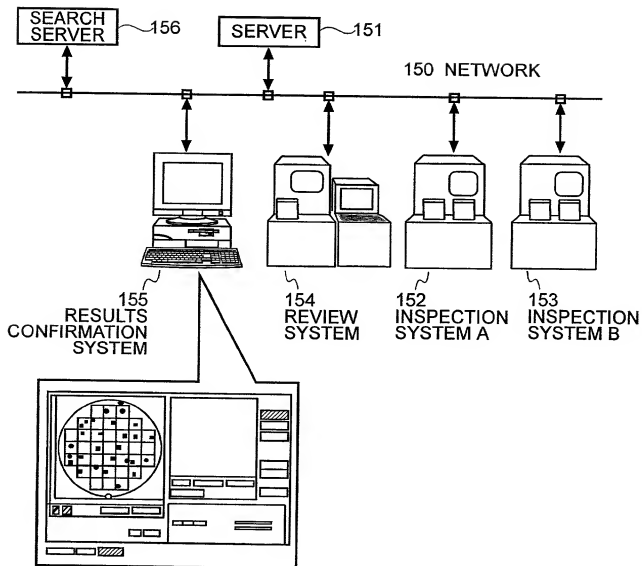 SEARCH
SERVER
156
SERVER
151
150 NETWORK
155
RESULTS
CONFIRMATION
SYSTEM
154
REVIEW
SYSTEM
152
INSPECTION
SYSTEM A
153
INSPECTION
SYSTEM B